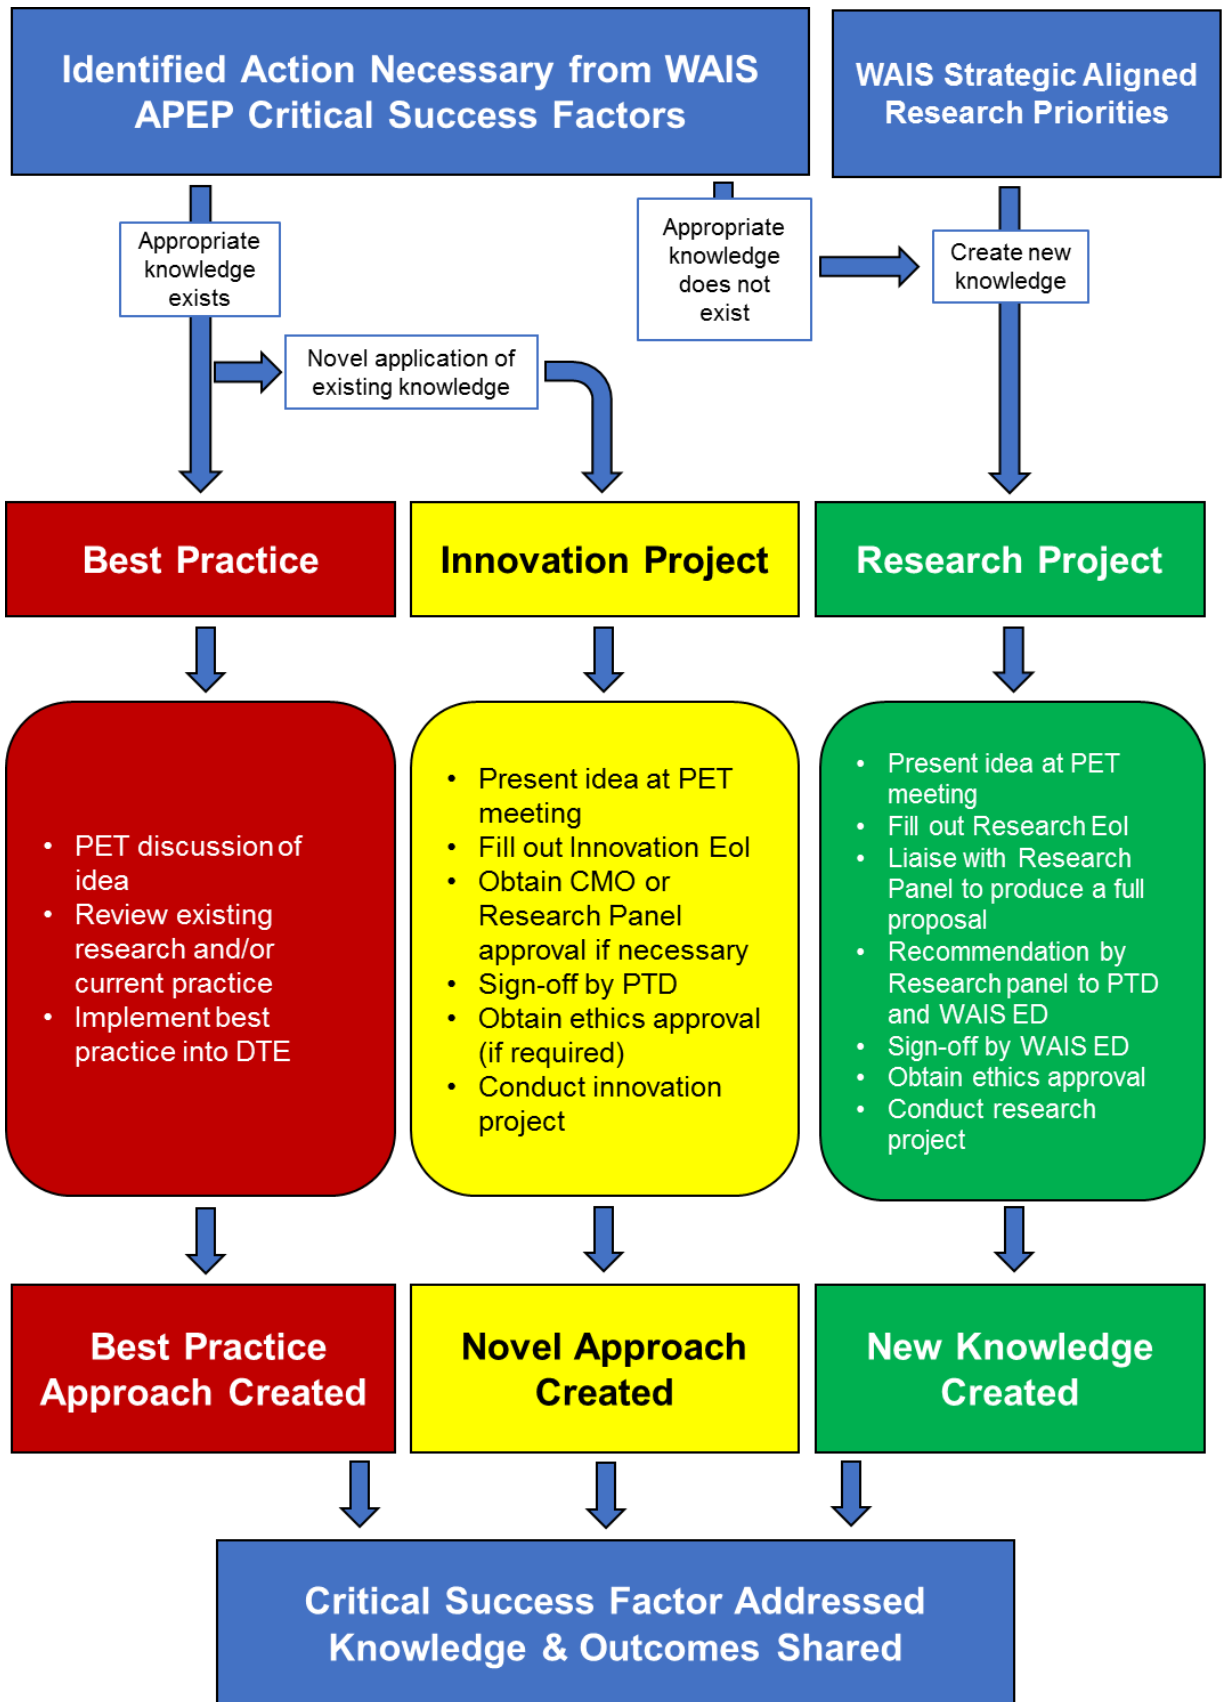 Identified Action Necessary from WAIS
APEP Critical Success Factors
WAIS Strategic Aligned
Research Priorities
Appropriate
knowledge
exists
Appropriate
knowledge
does not
exist
Create new
knowledge
Novel application of
existing knowledge
Best Practice
Innovation Project
Research Project
• PET discussion of
idea
• Review existing
research and/or
current practice
• Implement best
practice into DTE
• Present idea at PET
meeting
• Fill out Innovation EoI
• Obtain CMO or
Research Panel
approval if necessary
• Sign-off by PTD
• Obtain ethics approval
(if required)
• Conduct innovation
project
• Present idea at PET
meeting
• Fill out Research EoI
• Liaise with Research
Panel to produce a full
proposal
• Recommendation by
Research panel to PTD
and WAIS ED
• Sign-off by WAIS ED
• Obtain ethics approval
• Conduct research
project
Best Practice
Approach Created
Novel Approach
Created
New Knowledge
Created
Critical Success Factor Addressed
Knowledge & Outcomes Shared